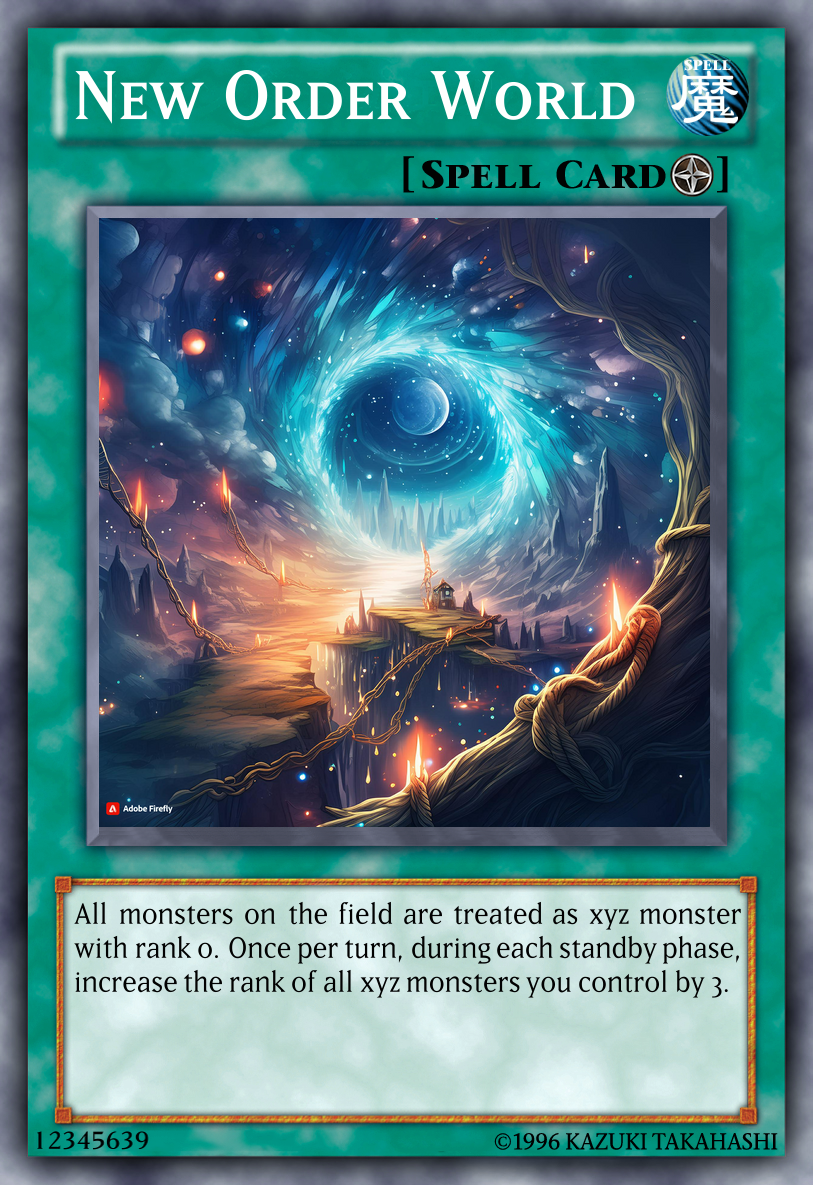 New Order World
SPELL
魔
[Spell Card]
Adobe Firefly
All monsters on the field are treated as xyz monster
with rank 0. Once per turn, during each standby phase,
increase the rank of all xyz monsters you control by 3.
12345639
©1996 KAZUKI TAKAHASHI